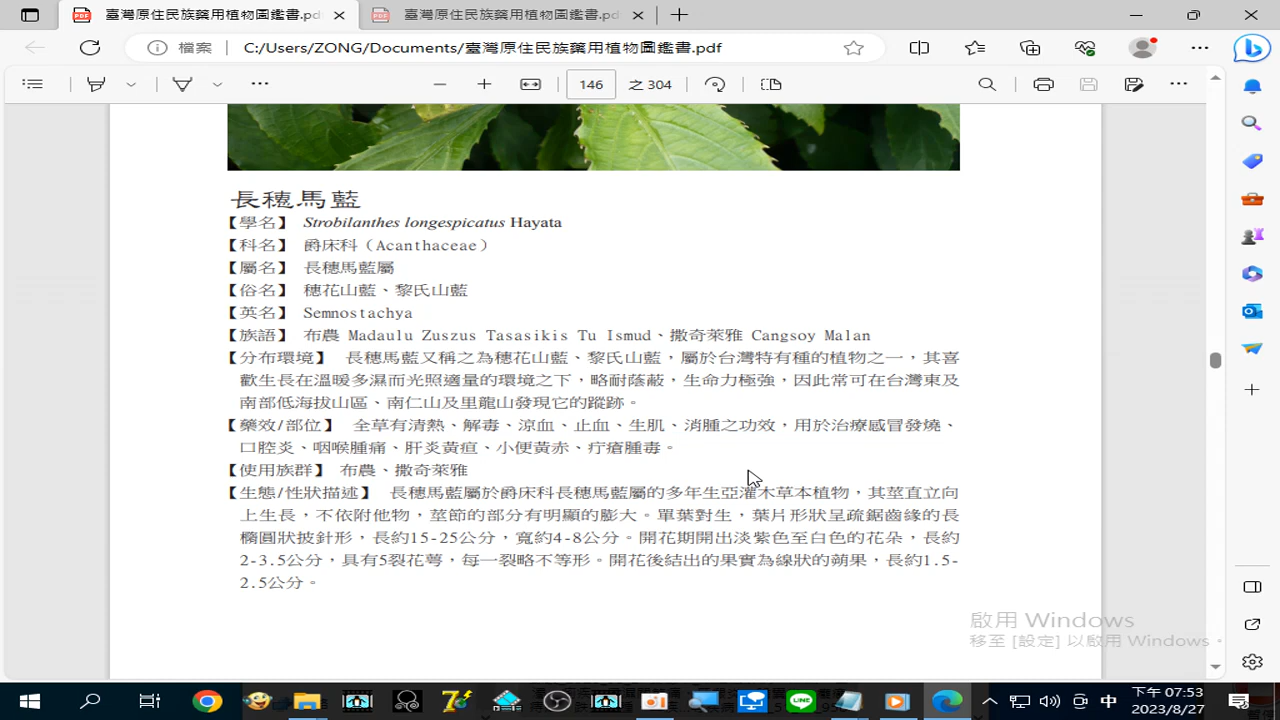 臺灣原住民族藥用植物圖鑑書.pdf
臺灣原住民族藥用植物圖鑑書.pdf
檔案
C:/Users/ZONG/Documents/臺灣原住民族藥用植物圖鑑書.pdf
146 之 304
長穗馬藍
【學名】 Strobilanthes longespicatus Hayata
【科名】 爵床科（Acanthaceae）
【屬名】 長穗馬藍屬
【俗名】 穗花山藍、黎氏山藍
【英名】 Semnostachya
【族語】 布農 Madaulu Zuszus Tasasikis Tu Ismud、撒奇萊雅 Cangsoy Malan
【分布環境】 長穗馬藍又稱之為穗花山藍、黎氏山藍，屬於台灣特有種的植物之一，其喜
歡生長在溫暖多濕而光照適量的環境之下，略耐蔭蔽，生命力極強，因此常可在台灣東及
南部低海拔山區、南仁山及里龍山發現它的蹤跡。
【藥效/部位】 全草有清熱、解毒、涼血、止血、生肌、消腫之功效，用於治療感冒發燒、
口腔炎、咽喉腫痛、肝炎黃疸、小便黃赤、疔瘡腫毒。
【使用族群】 布農、撒奇萊雅
【生態/性狀描述】 長穗馬藍屬於爵床科長穗馬藍屬的多年生亞灌木草本植物，其莖直立向
上生長，不依附他物，莖節的部分有明顯的膨大。單葉對生，葉片形狀呈疏鋸齒緣的長
橢圓狀披針形，長約15-25公分，寬約4-8公分。開花期開出淡紫色至白色的花朵，長約
2-3.5公分，具有5裂花萼，每一裂略不等形。開花後結出的果實為線狀的蒴果，長約1.5-
2.5公分。
啟用 Windows
移至 [設定] 以啟用 Windows。
中
下午 07:53
2023/8/27